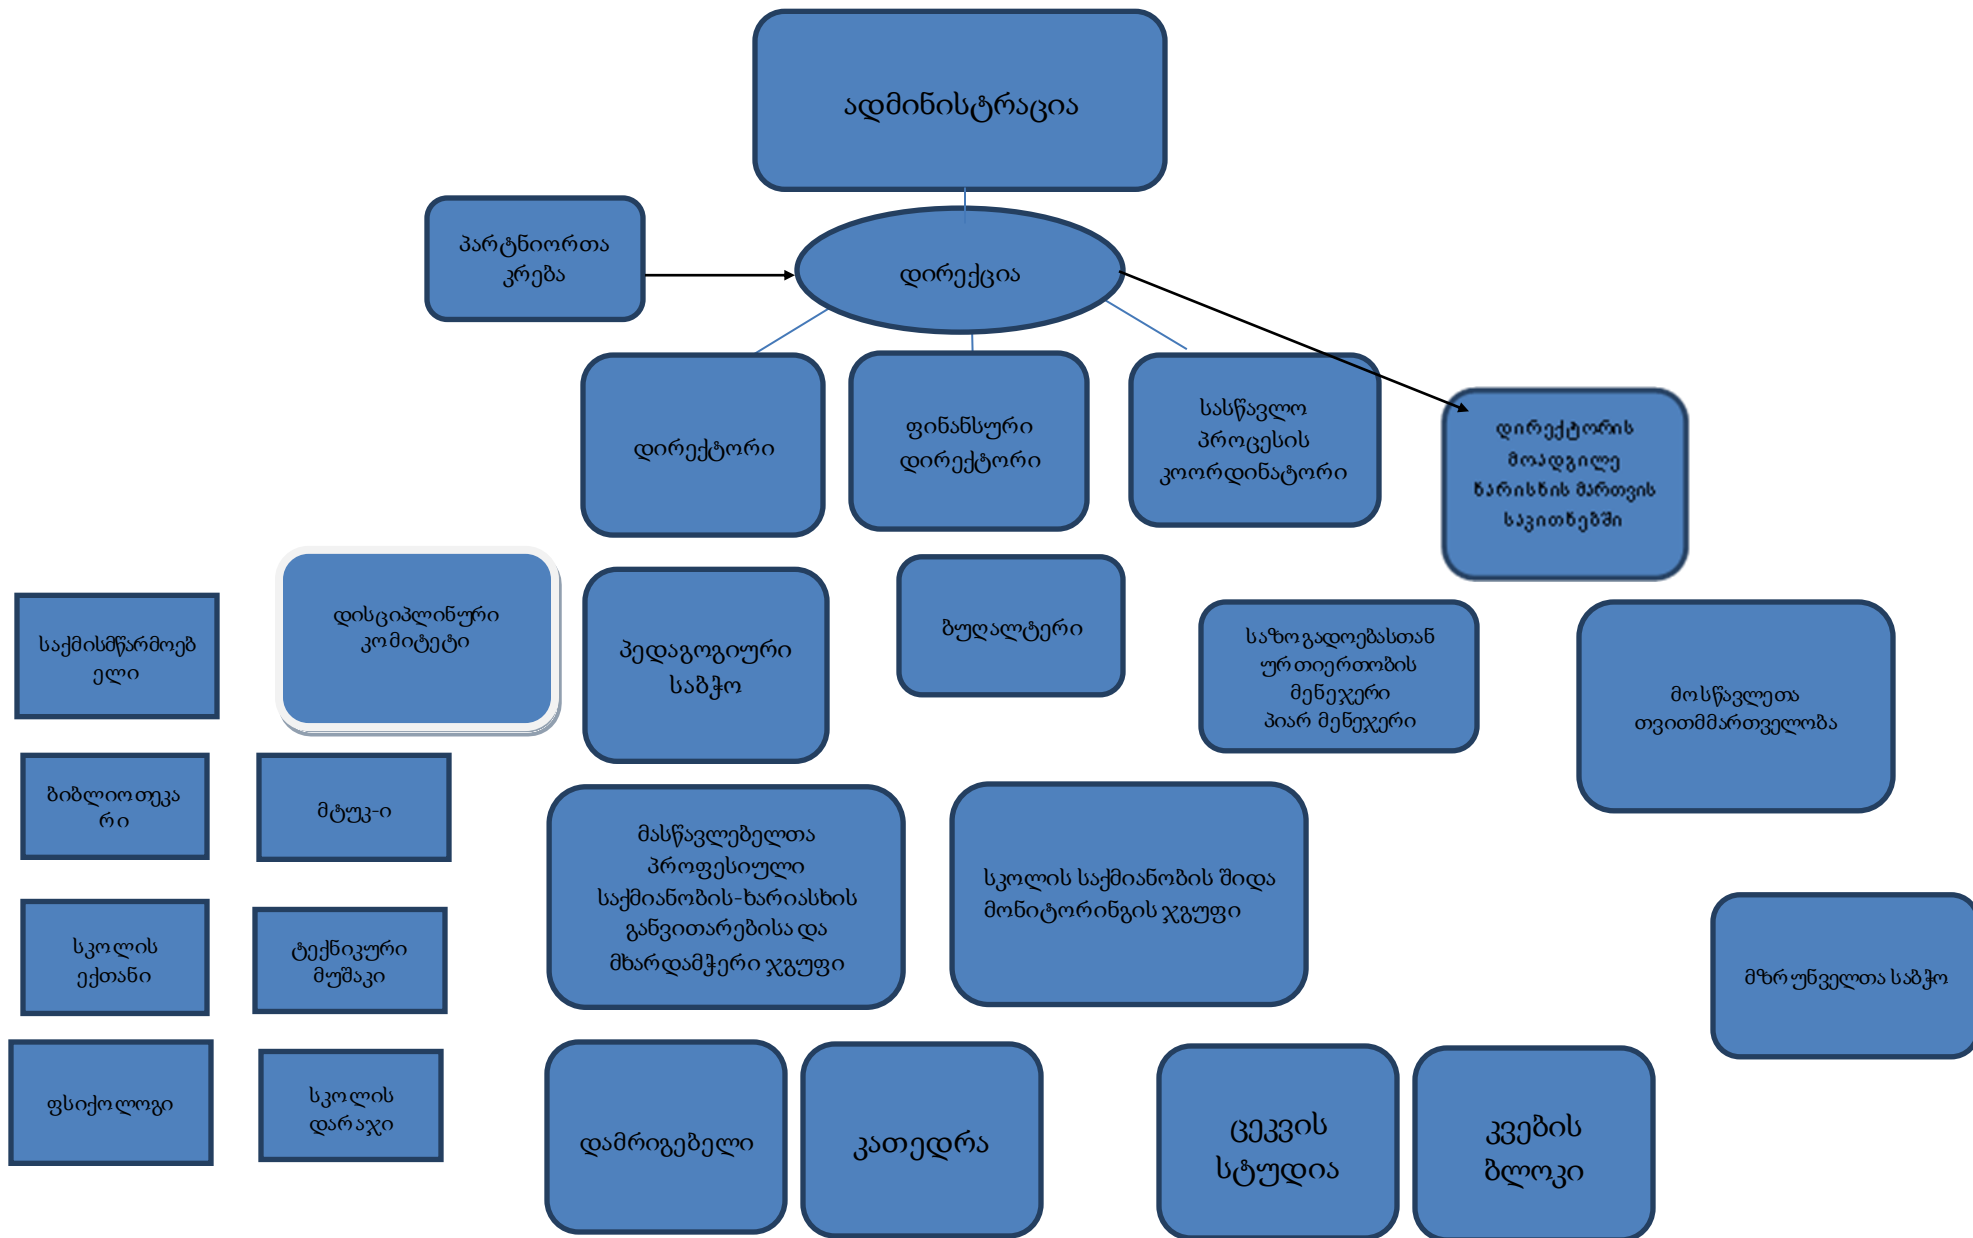 ადმინისტრაცია
პარტნიორთა
კრება
დირექცია
დირექტორი
ფინანსური
დირექტორი
სასწავლო
პროცესის
კოორდინატორი
დირექტორის
მოადგილე
ხარისხის მართვის
საკითხებში
საქმისმწარმოებ
ელი
დისციპლინური
კომიტეტი
პედაგოგიური
საბჭო
ბუღალტერი
საზოგადოებასთან
ურთიერთობის
მენეჯერი
პიარ მენეჯერი
მოსწავლეთა
თვითმმართველობა
ბიბლიოთეკა
რი
მტუკ-ი
მასწავლებელთა
პროფესიული
საქმიანობის-ხარიასხის
განვითარებისა და
მხარდამჭერი ჯგუფი
სკოლის საქმიანობის შიდა
მონიტორინგის ჯგუფი
სკოლის
ექთანი
ტექნიკური
მუშაკი
მზრუნველთა საბჭო
ფსიქოლოგი
სკოლის
დარაჯი
დამრიგებელი
კათედრა
ცეკვის
სტუდია
კვების
ბლოკი